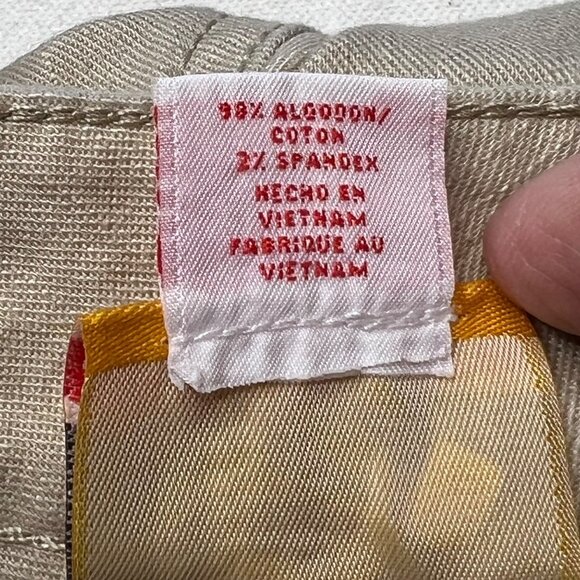 98% ALGODON/
COTON
2% SPANDEX
HECHO EN
VIETNAM
FABRIQUE AU
VIETNAM